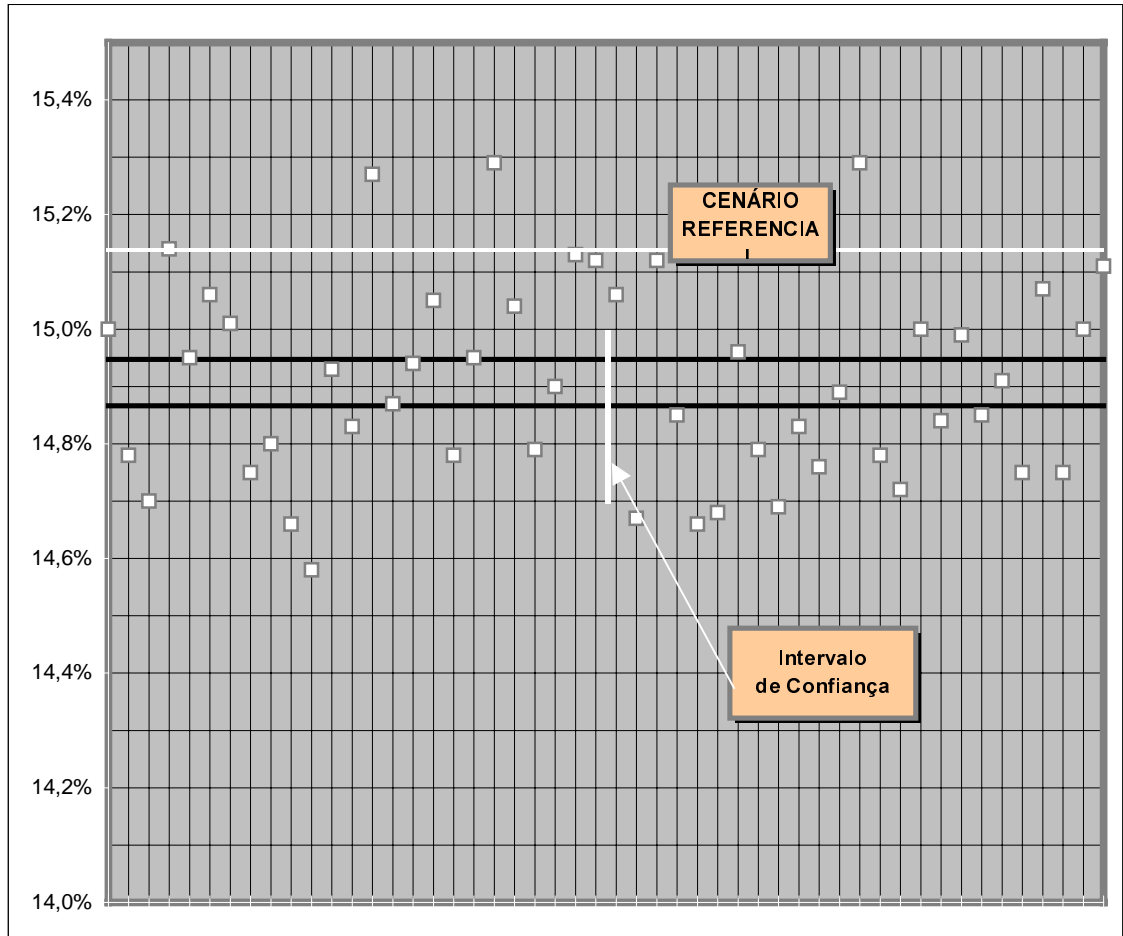 15,4%
15,2%
15,0%
14,8%
14,6%
14,4%
14,2%
14,0%
CENÁRIO
REFERENCIA
l
Intervalo
de Confiança